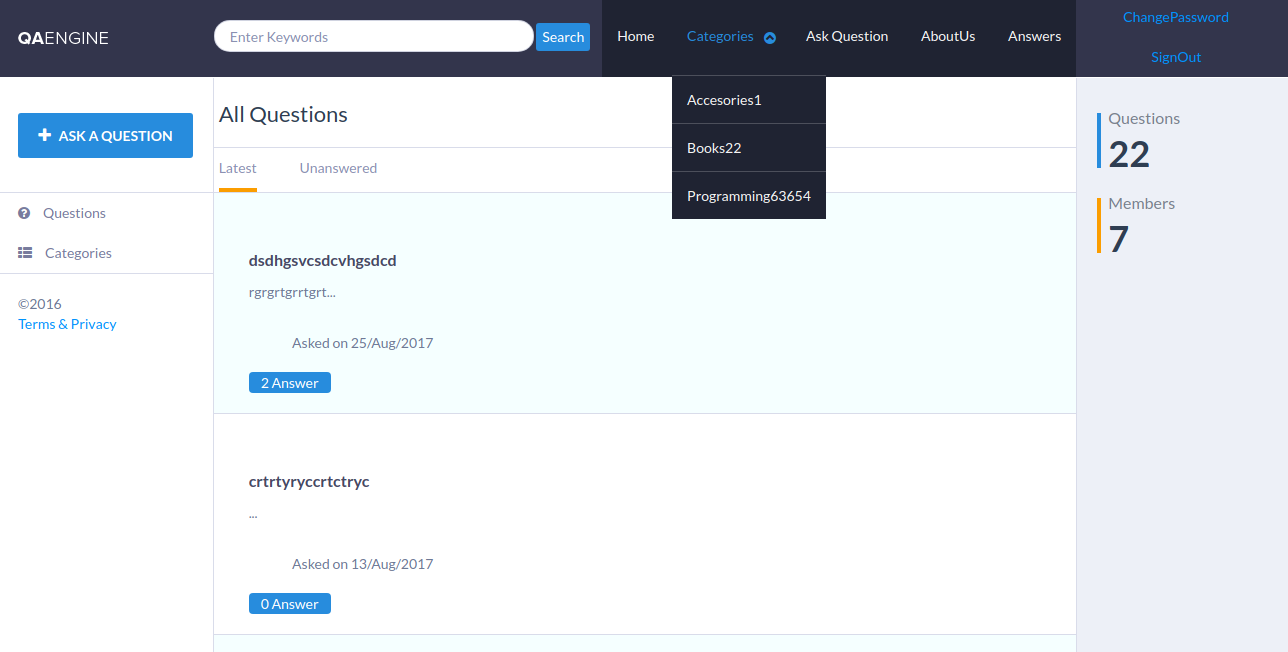 QAENGINE
Enter Keywords
Search
Home
Categories
Ask Question
AboutUs
Answers
ChangePassword
SignOut
Accesories1
Books22
Programming63654
ASK A QUESTION
Questions
Categories
©2016
Terms & Privacy
All Questions
Latest
Unanswered
dsdhgsvcsdcvhgsdcd
rgrgrtgrrtgrt...
Asked on 25/Aug/2017
2 Answer
crtrtyryccrtctryc
...
Asked on 13/Aug/2017
0 Answer
Questions
22
Members
7